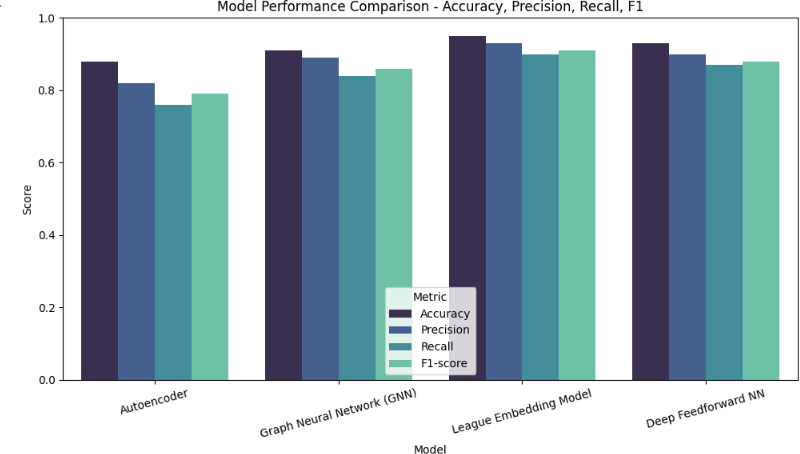 Model Performance Comparison - Accuracy, Precision, Recall, F1
1.0
0.8
0.6
0.4
0.2
0.0
Score
Metric
Accuracy
Precision
Recall
F1-score
Autoencoder
Graph Neural Network (GNN)
League Embedding Model
Deep Feedforward NN
Model